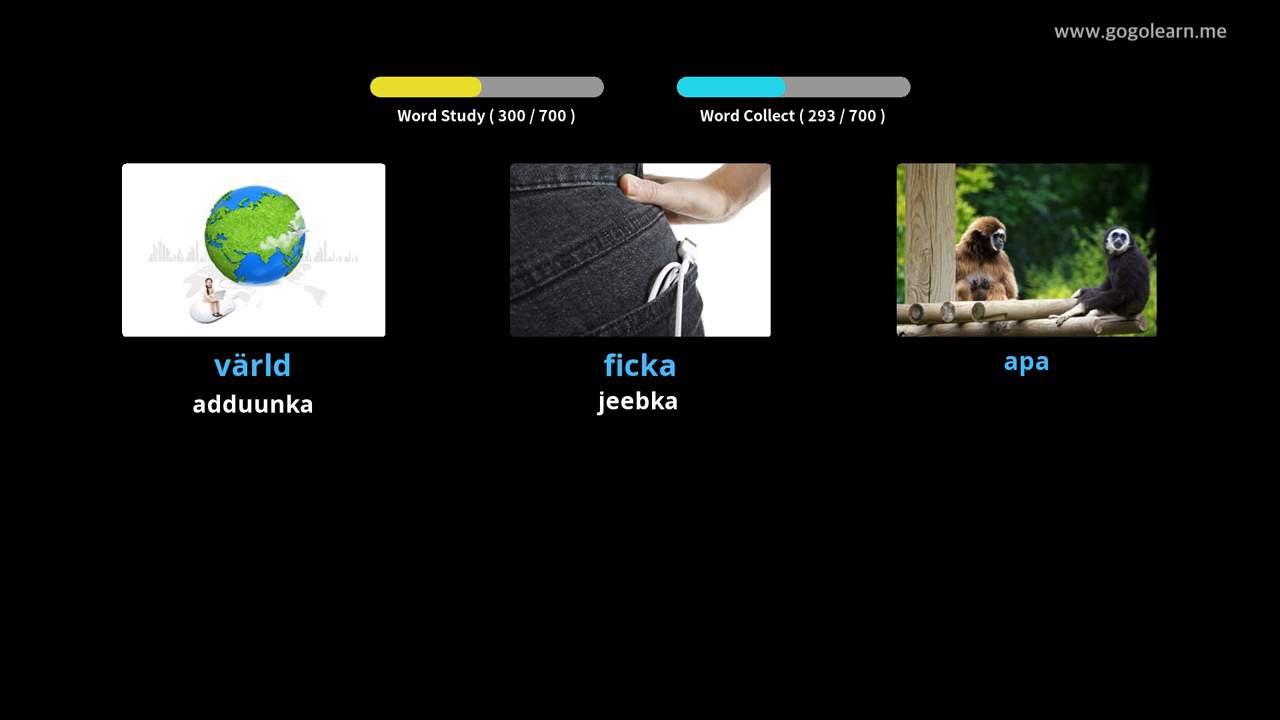 www.gogolearn.me
Word Study ( 300 / 700 )
Word Collect ( 293 / 700 )
värld
adduunka
ficka
jeebka
apa